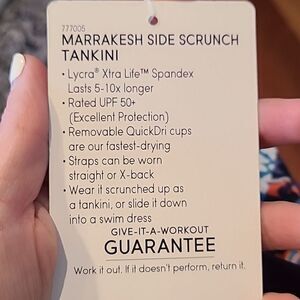 777005
MARRAKESH SIDE SCRUNCH
TANKINI
• Lycra® Xtra Life™ Spandex
Lasts 5-10x longer
• Rated UPF 50+
(Excellent Protection)
• Removable QuickDri cups
are our fastest-drying
• Straps can be worn
straight or X-back
• Wear it scrunched up as
a tankini, or slide it down
into a swim dress
GIVE-IT-A-WORKOUT
GUARANTEE
Work it out. If it doesn't perform, return it.